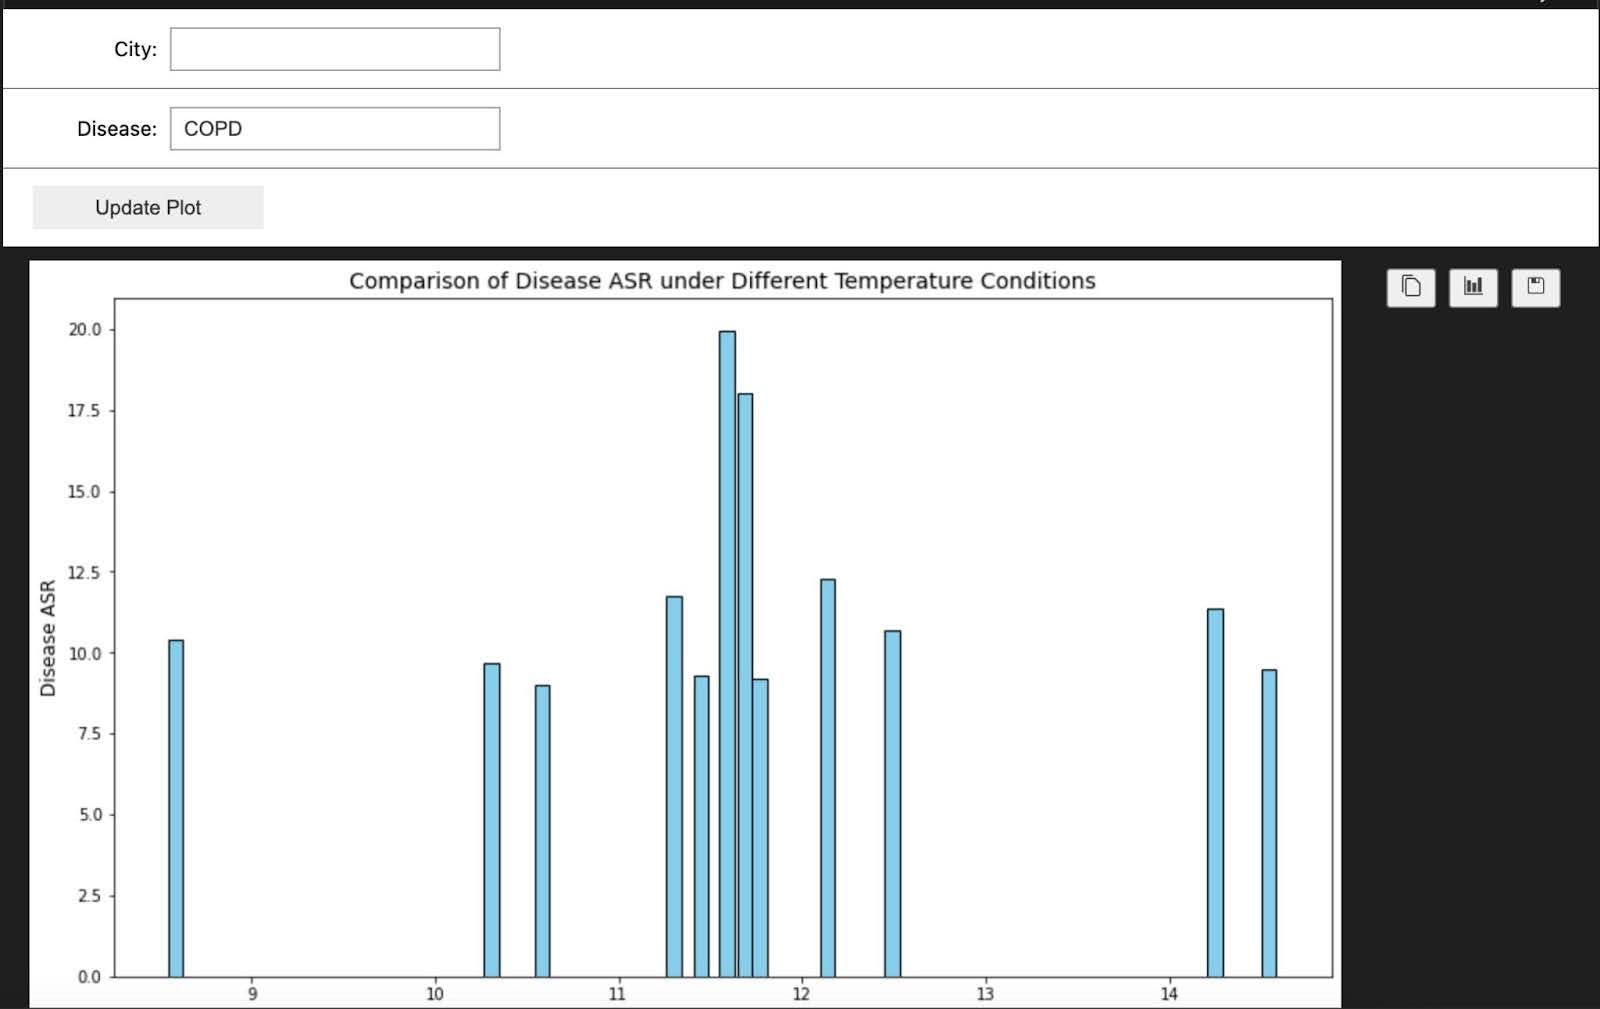 City:
Disease: COPD
Update Plot
Comparison of Disease ASR under Different Temperature Conditions
Disease ASR
20.0
17.5
15.0
12.5
10.0
7.5
5.0
2.5
0.0
9 10 11 12 13 14